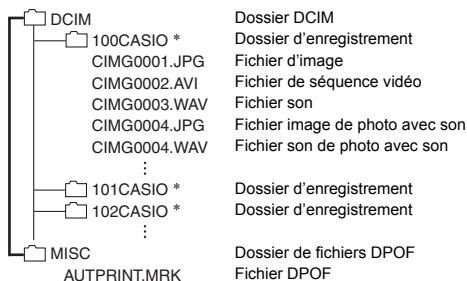 DCIM Dossier DCIM
100CASIO * Dossier d'enregistrement
CIMG0001.JPG Fichier d'image
CIMG0002.AVI Fichier de séquence vidéo
CIMG0003.WAV Fichier son
CIMG0004.JPG Fichier image de photo avec son
CIMG0004.WAV Fichier son de photo avec son
101CASIO * Dossier d'enregistrement
102CASIO * Dossier d'enregistrement
MISC Dossier de fichiers DPOF
AUTPRINT.MRK Fichier DPOF